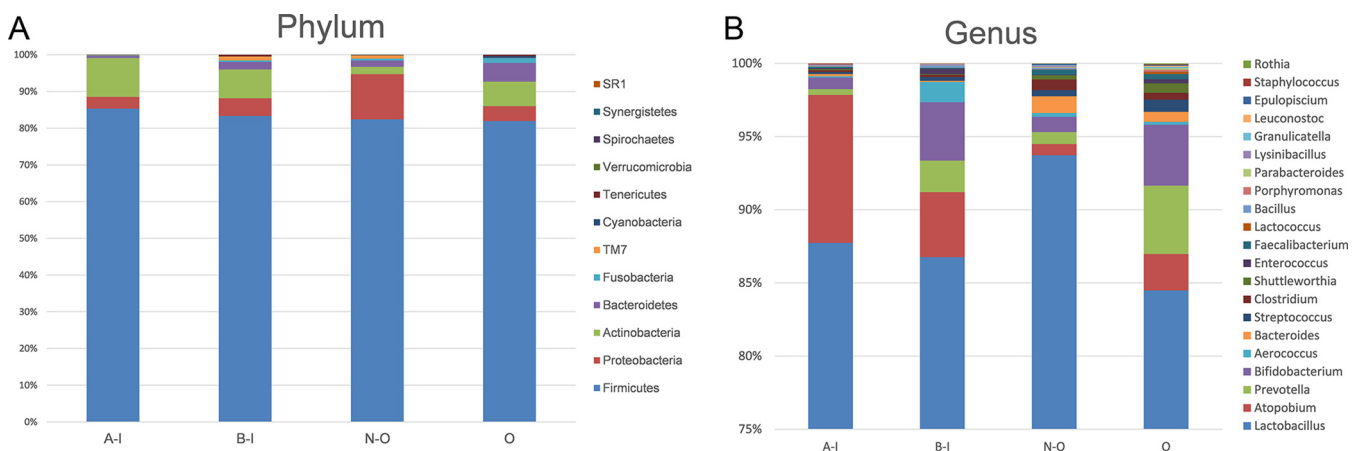 A
Phylum
100%
90%
80%
70%
60%
50%
40%
30%
20%
10%
0%
A-I
B-I
N-O
O
SR1
Synergistetes
Spirochaetes
Verrucomicrobia
Tenericutes
Cyanobacteria
TM7
Fusobacteria
Bacteroidetes
Actinobacteria
Proteobacteria
Firmicutes
B
Genus
100%
95%
90%
85%
80%
75%
A-I
B-I
N-O
O
Rothia
Staphylococcus
Epulopiscium
Leuconostoc
Granulicatella
Lysinibacillus
Parabacteroides
Porphyromonas
Bacillus
Lactococcus
Faecalibacterium
Enterococcus
Shuttleworthia
Clostridium
Streptococcus
Bacteroides
Aerococcus
Bifidobacterium
Prevotella
Atopobium
Lactobacillus